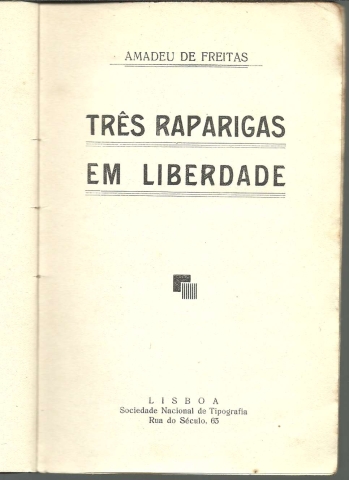 AMADEU DE FREITAS
TRÊS RAPARIGAS
EM LIBERDADE
LISBOA
Sociedade Nacional de Tipografia
Rua do Século, 63